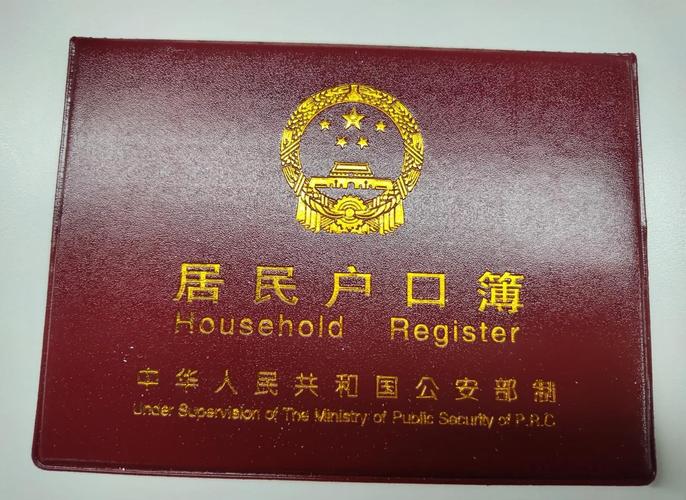 居民户口簿
Household Register
中华人民共和国公安部制
Under Supervision of The Ministry of Public Security of P.R.C